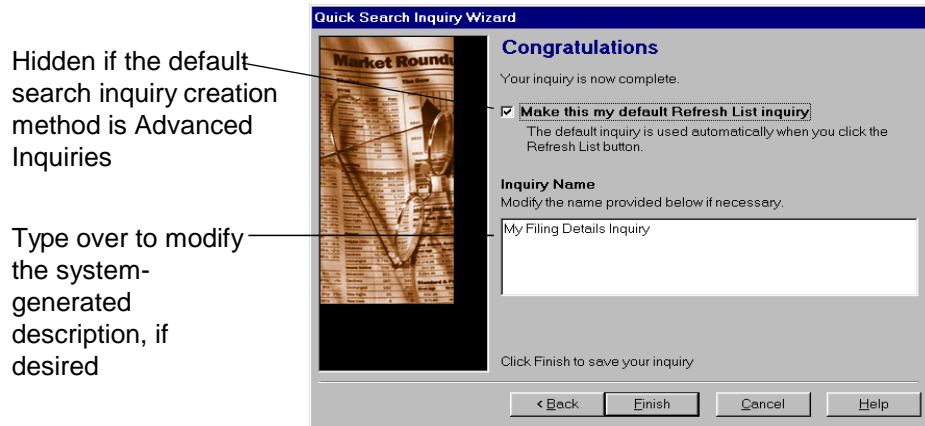 Quick Search Inquiry Wizard
Hidden if the default
search inquiry creation
method is Advanced
Inquiries
Type over to modify
the system-
generated
description, if
desired
Market Roundu
The Dow
Congratulations
Your inquiry is now complete.
Make this my default Refresh List inquiry
The default inquiry is used automatically when you click the
Refresh List button.
Inquiry Name
Modify the name provided below if necessary.
My Filing Details Inquiry
Click Finish to save your inquiry
< Back
Finish
Cancel
Help